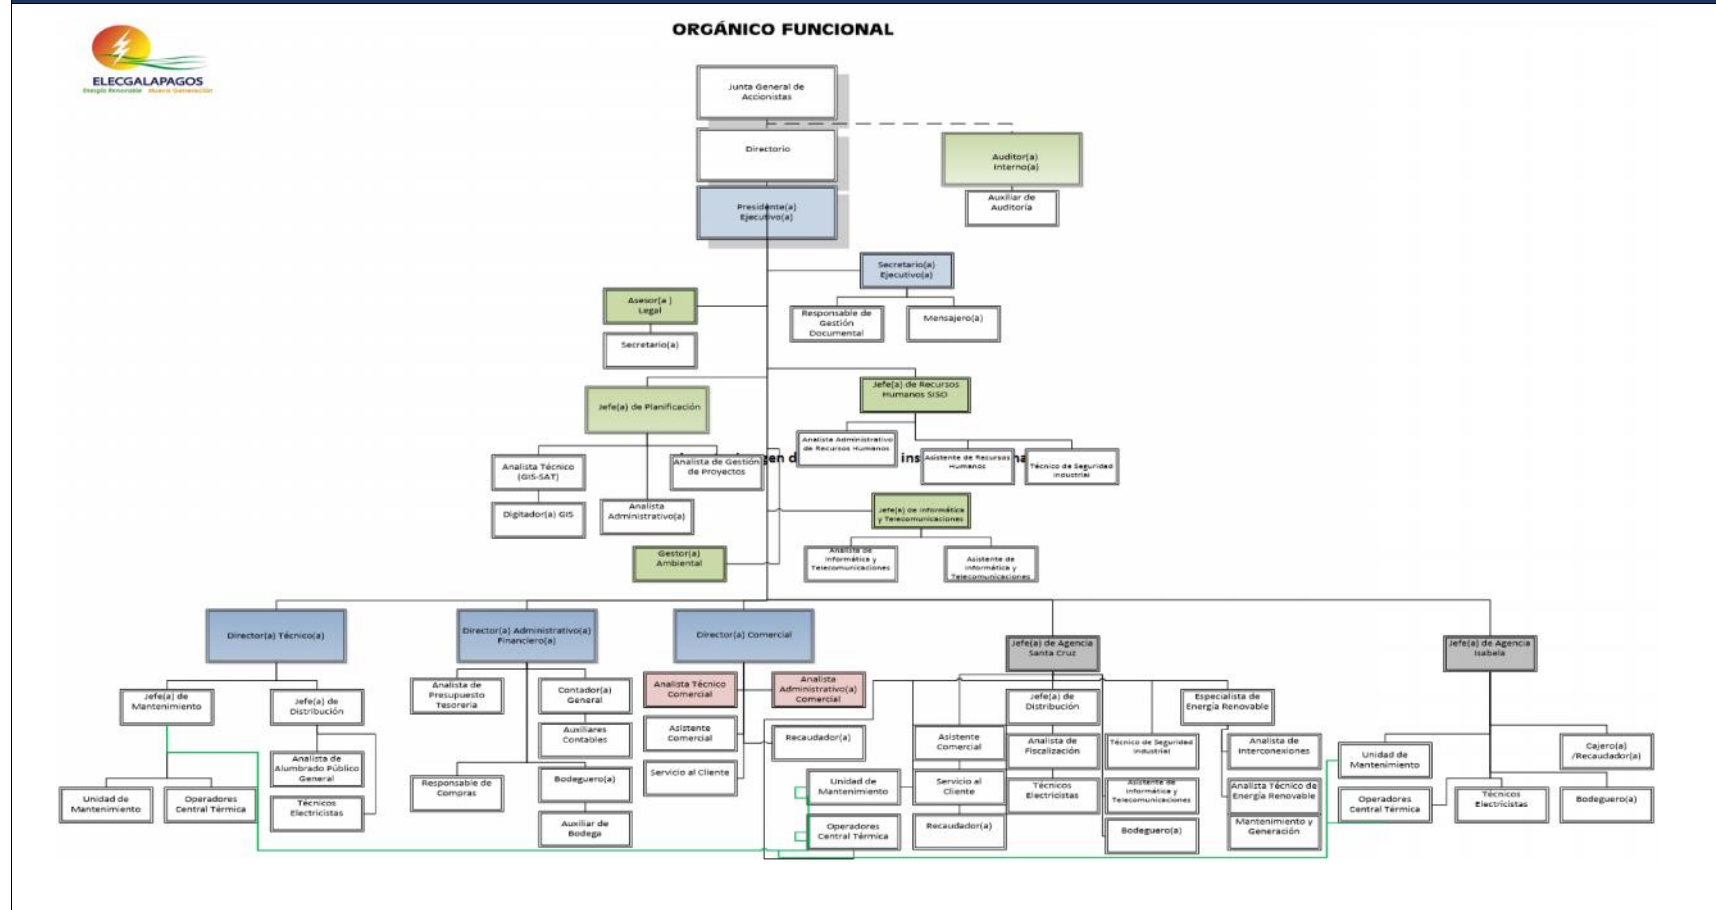 ORGÁNICO FUNCIONAL
ELECGALAPAGOS
Energía Renovable Nueva Generación
Junta General de
Accionistas
Directorio
Auditor(a)
Interno(a)
Auxiliar de
Auditoría
Presidente(a)
Ejecutivo(a)
Secretario(a)
Ejecutivo(a)
Asesor(a )
Legal
Responsable de
Gestión
Documental
Mensajero(a)
Secretario(a)
Jefe(a) de Planificación
Jefe(a) de Recursos
Humanos SISO
Analista Administrativo
de Recursos Humanos
Asistente de Recursos
Humanos
Técnico de Seguridad
Industrial
Analista Técnico
(GIS-SAT)
Analista de Gestión
de Proyectos
Digitador(a) GIS
Analista
Administrativo(a)
Jefe(a) de Informática
y Telecomunicaciones
Gestor(a)
Ambiental
Analista de
Informática y
Telecomunicaciones
Asistente de
Informática y
Telecomunicaciones
Director(a) Técnico(a)
Director(a) Administrativo(a)
Financiero(a)
Director(a) Comercial
Jefe(a) de Agencia
Santa Cruz
Jefe(a) de Agencia
Isabela
Jefe(a) de
Mantenimiento
Jefe(a) de
Distribución
Analista de
Alumbrado Público
General
Unidad de
Mantenimiento
Operadores
Central Térmica
Técnicos
Electricistas
Analista de
Presupuesto
Tesorería
Contador(a)
General
Auxiliares
Contables
Responsable de
Compras
Bodeguero(a)
Auxiliar de
Bodega
Analista Técnico
Comercial
Analista
Administrativo(a)
Comercial
Asistente
Comercial
Recaudador(a)
Servicio al Cliente
Unidad de
Mantenimiento
Operadores
Central Térmica
Asistente
Comercial
Servicio al
Cliente
Recaudador(a)
Jefe(a) de
Distribución
Analista de
Fiscalización
Técnicos
Electricistas
Técnico de Seguridad
Industrial
Asistente de
Informática y
Telecomunicaciones
Bodeguero(a)
Especialista de
Energía Renovable
Analista de
Interconexiones
Analista Técnico de
Energía Renovable
Mantenimiento y
Generación
Unidad de
Mantenimiento
Operadores
Central Térmica
Técnicos
Electricistas
Cajero(a)
/Recaudador(a)
Bodeguero(a)